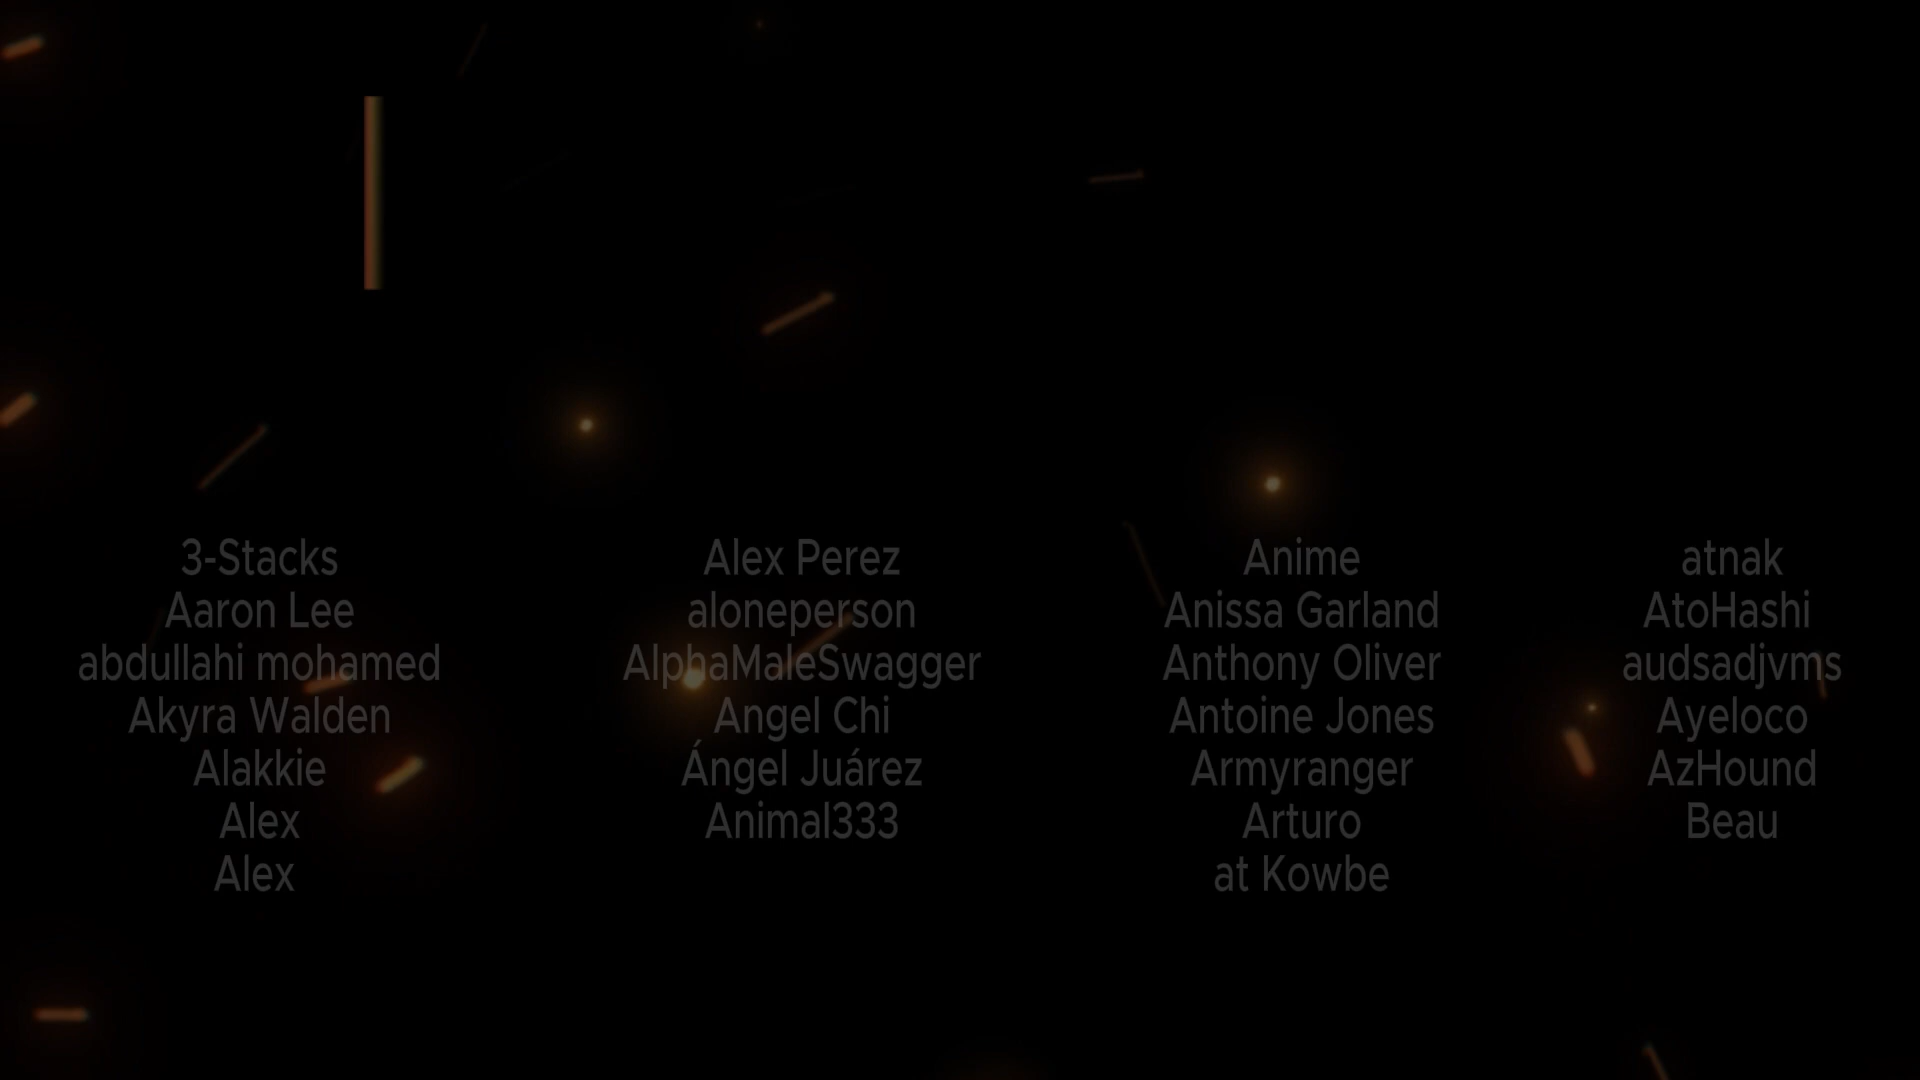 3-Stacks
Aaron Lee
abdullahi mohamed
Akyra Walden
Alakkie
Alex
Alex
Alex Perez
aloneperson
AlphaMaleSwagger
Angel Chi
Ángel Juárez
Animal333
Anime
Anissa Garland
Anthony Oliver
Antoine Jones
Armyranger
Arturo
at Kowbe
atnak
AtoHashi
audsadjvms
Ayeloco
AzHound
Beau